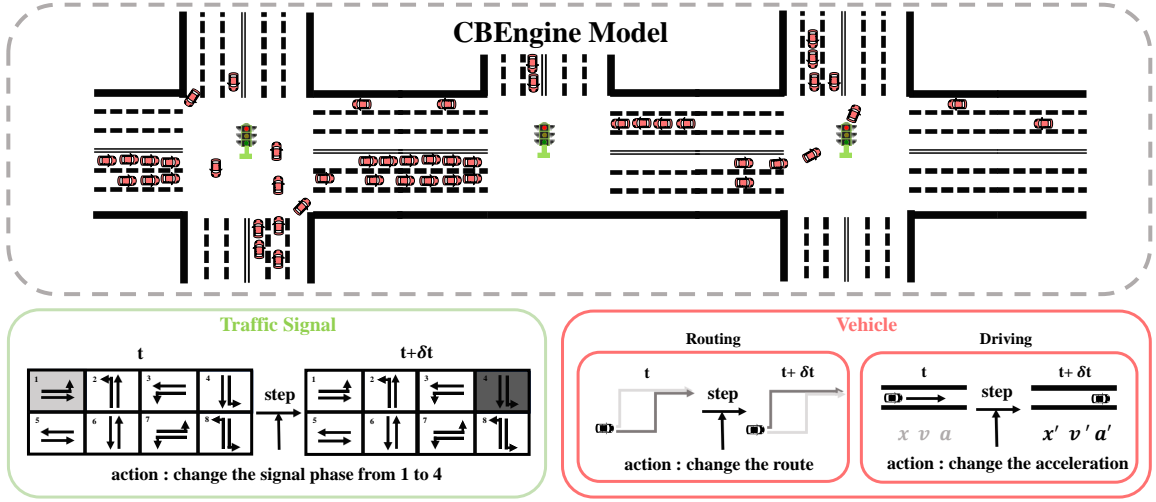 CBEngine Model
Traffic Signal
t
t+δt
1
2
3
4
5
6
7
8
step
1
2
3
4
5
6
7
8
action : change the signal phase from 1 to 4
Vehicle
Routing
t
t+ δt
step
action : change the route
Driving
t
t+ δt
step
x v a
x′ v′ a′
action : change the acceleration